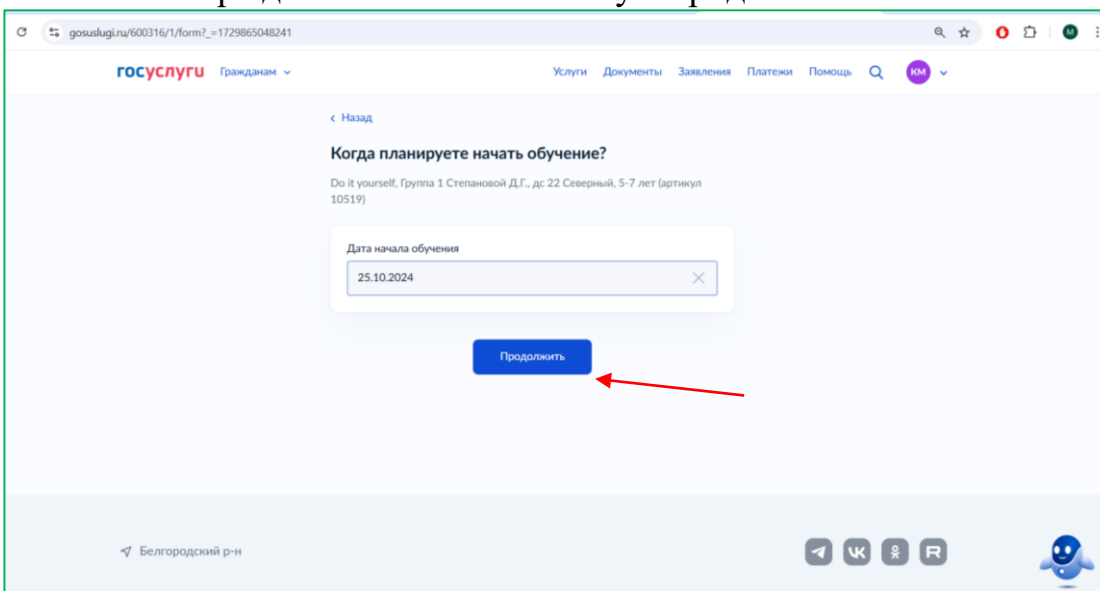 gosuslugi.ru/600316/1/form?_=1729865048241
M
госуслуги Гражданам Услуги Документы Заявления Платежи Помощь КМ
Назад
Когда планируете начать обучение?
Do it yourself, Группа 1 Степановой Д.Г., дс 22 Северный, 5-7 лет (артикул
10519)
Дата начала обучения
25.10.2024
Продолжить
Белгородский р-н